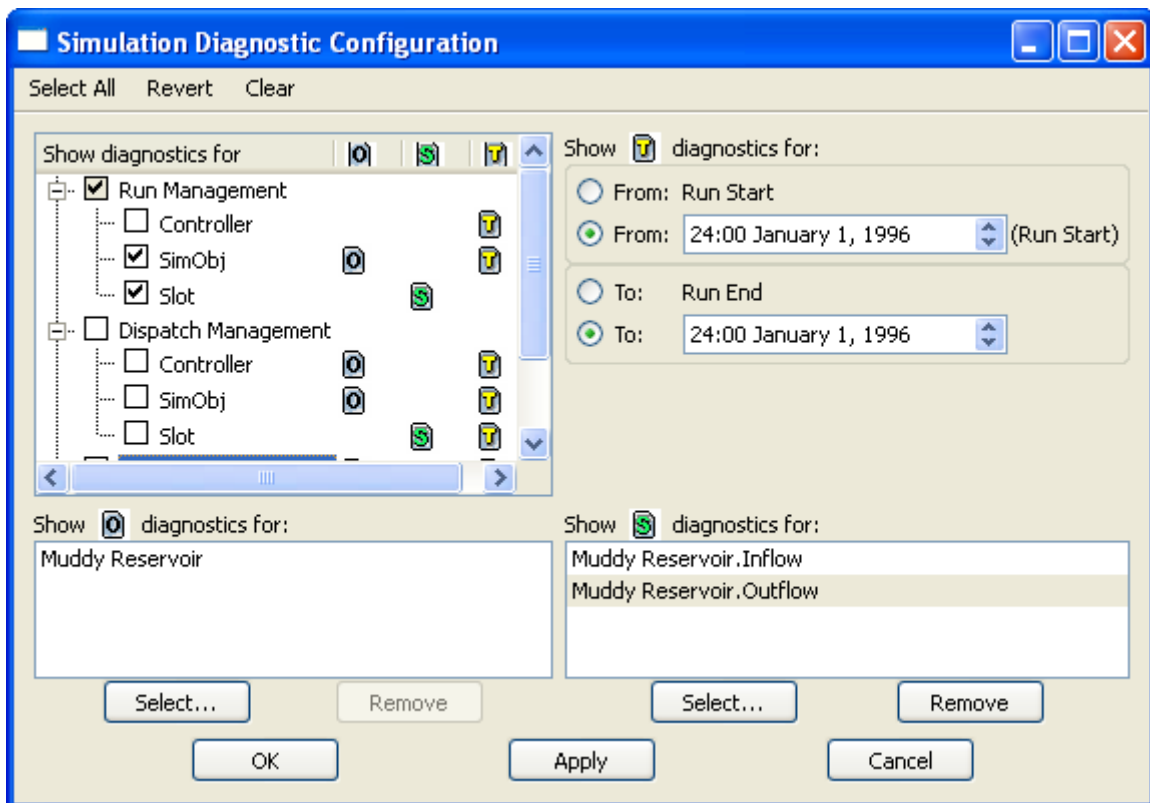 Simulation Diagnostic Configuration
Select All Revert Clear
Show diagnostics for O S T
Run Management
Controller T
SimObj O T
Slot S
Dispatch Management
Controller O T
SimObj O T
Slot S T
Show T diagnostics for:
From: Run Start
From: 24:00 January 1, 1996 (Run Start)
To: Run End
To: 24:00 January 1, 1996
Show O diagnostics for:
Muddy Reservoir
Select... Remove
Show S diagnostics for:
Muddy Reservoir.Inflow
Muddy Reservoir.Outflow
Select... Remove
OK Apply Cancel